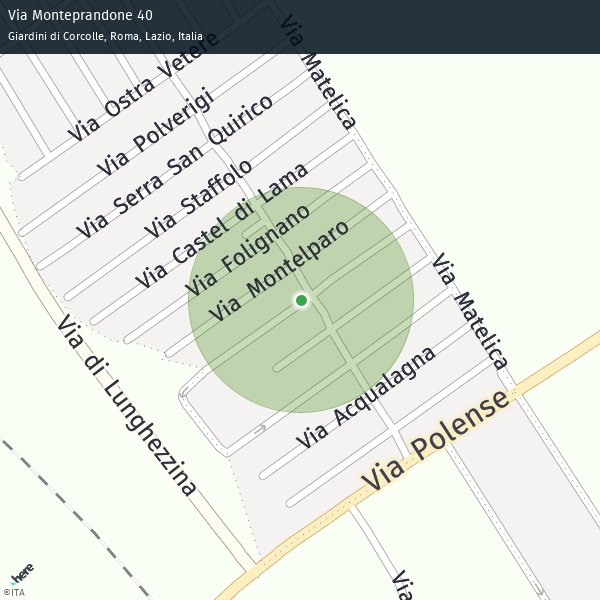 Via Monteprandone 40
Giardini di Corcolle, Roma, Lazio, Italia
Via Ostra Vetere
Via Matelica
Via Polverigi
Via Serra San Quirico
Via Staffolo
Via Castel di Lama
Via Folignano
Via Montelparo
Via Matelica
Via di Lunghezzina
Via Acqualagna
Via Polense
Via
here
©ITA